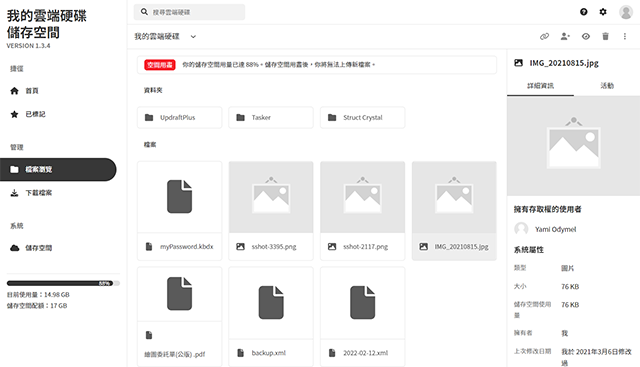 我的雲端硬碟
儲存空間
VERSION 1.3.4
捷徑
首頁
已標記
管理
檔案瀏覽
下載檔案
系統
儲存空間
88%
目前使用量：14.98 GB
儲存空間配額：17 GB
搜尋雲端硬碟
我的雲端硬碟
空間用盡
你的儲存空間用量已達 88%。儲存空間用盡後，你將無法上傳新檔案。
資料夾
UpdraftPlus
Tasker
Struct Crystal
檔案
myPassword.kbdx
sshot-3395.png
sshot-2117.png
IMG_20210815.jpg
繪圖委託單(公版) .pdf
backup.xml
2022-02-12.xml
IMG_20210815.jpg
詳細資訊
活動
擁有存取權的使用者
Yami Odymel
系統屬性
類型
圖片
大小
76 KB
儲存空間使用量
76 KB
擁有者
我
上次修改日期
我於 2021年3月6日修改過